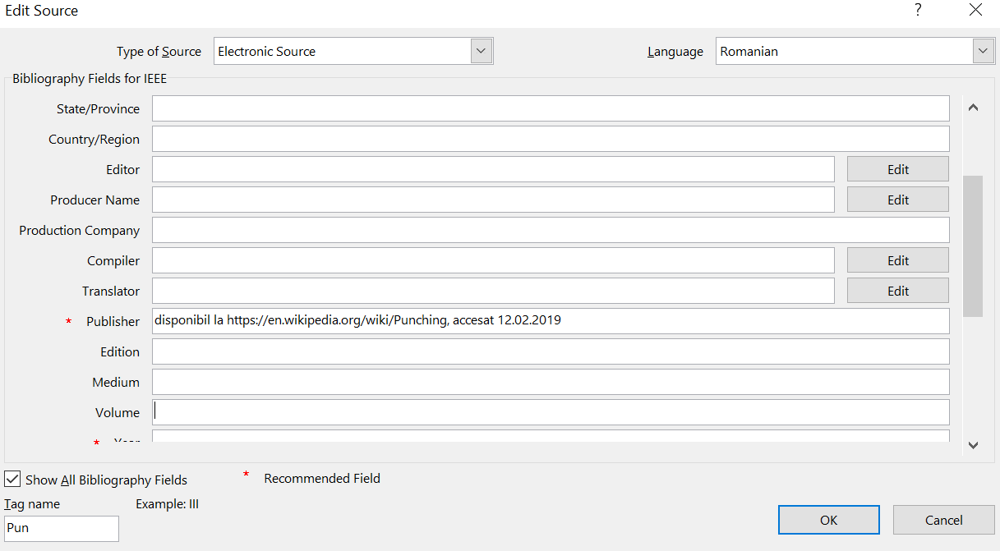 Edit Source
?
Type of Source Electronic Source Language Romanian
Bibliography Fields for IEEE
State/Province
Country/Region
Editor Edit
Producer Name Edit
Production Company
Compiler Edit
Translator Edit
* Publisher disponibil la https://en.wikipedia.org/wiki/Punching, accesat 12.02.2019
Edition
Medium
Volume
* Year
Show All Bibliography Fields * Recommended Field
Tag name Example: III
Pun
OK Cancel